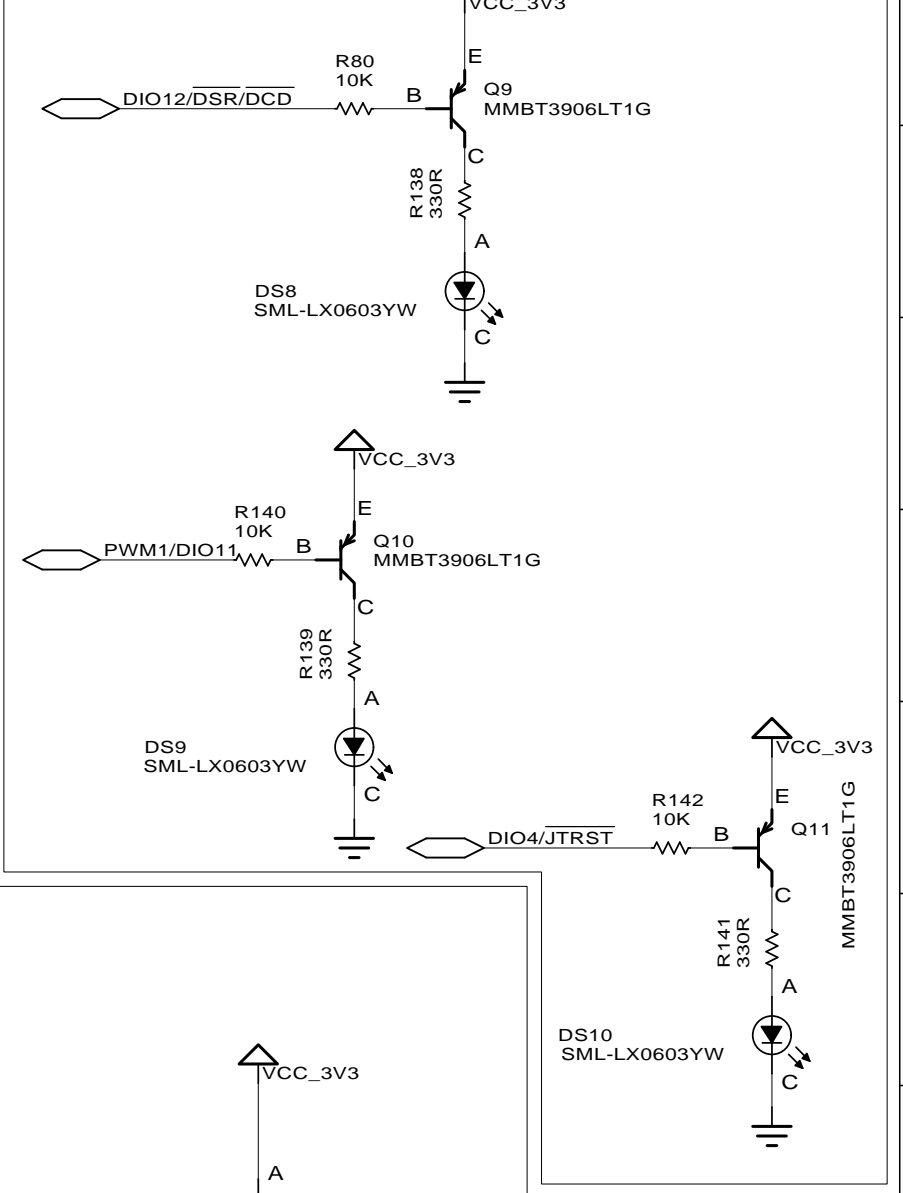 VCC_3V3
E
R80
10K
DIO12/DSR/DCD
B
Q9
MMBT3906LT1G
C
R138
330R
A
DS8
SML-LX0603YW
C
VCC_3V3
E
R140
10K
PWM1/DIO11
B
Q10
MMBT3906LT1G
C
R139
330R
A
DS9
SML-LX0603YW
C
VCC_3V3
E
R142
10K
DIO4/JTRST
B
Q11
MMBT3906LT1G
C
R141
330R
A
DS10
SML-LX0603YW
C
VCC_3V3
A